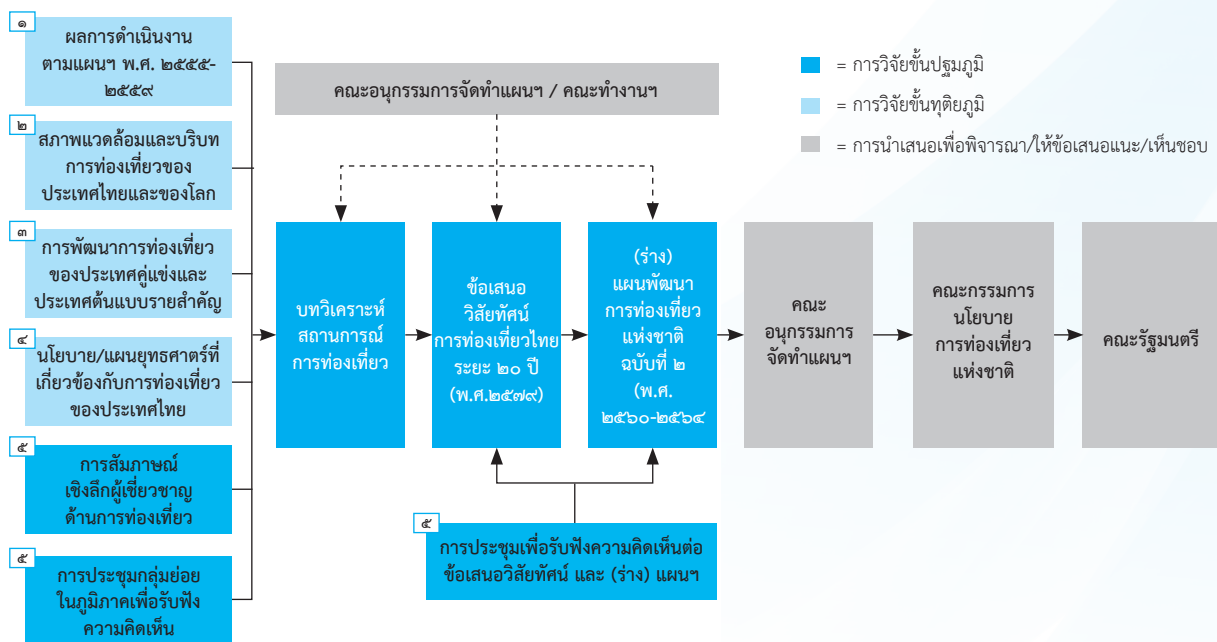 ๑
ผลการดำเนินงาน
ตามแผนฯ พ.ศ. ๒๕๕๕-
๒๕๕๙
๒
สภาพแวดล้อมและบริบท
การท่องเที่ยวของ
ประเทศไทยและของโลก
๓
การพัฒนาการท่องเที่ยว
ของประเทศคู่แข่งและ
ประเทศต้นแบบรายสำคัญ
๔
นโยบาย/แผนยุทธศาตร์ที่
เกี่ยวข้องกับการท่องเที่ยว
ของประเทศไทย
๕
การสัมภาษณ์
เชิงลึกผู้เชี่ยวชาญ
ด้านการท่องเที่ยว
๕
การประชุมกลุ่มย่อย
ในภูมิภาคเพื่อรับฟัง
ความคิดเห็น
คณะอนุกรรมการจัดทำแผนฯ / คณะทำงานฯ
= การวิจัยขั้นปฐมภูมิ
= การวิจัยขั้นทุติยภูมิ
= การนำเสนอเพื่อพิจารณา/ให้ข้อเสนอแนะ/เห็นชอบ
บทวิเคราะห์
สถานการณ์
การท่องเที่ยว
ข้อเสนอ
วิสัยทัศน์
การท่องเที่ยวไทย
ระยะ ๒๐ ปี
(พ.ศ.๒๕๗๙)
(ร่าง)
แผนพัฒนา
การท่องเที่ยว
แห่งชาติ
ฉบับที่ ๒
(พ.ศ.
๒๕๖๐-๒๕๖๔
คณะ
อนุกรรมการ
จัดทำแผนฯ
คณะกรรมการ
นโยบาย
การท่องเที่ยว
แห่งชาติ
คณะรัฐมนตรี
๕
การประชุมเพื่อรับฟังความคิดเห็นต่อ
ข้อเสนอวิสัยทัศน์ และ (ร่าง) แผนฯ